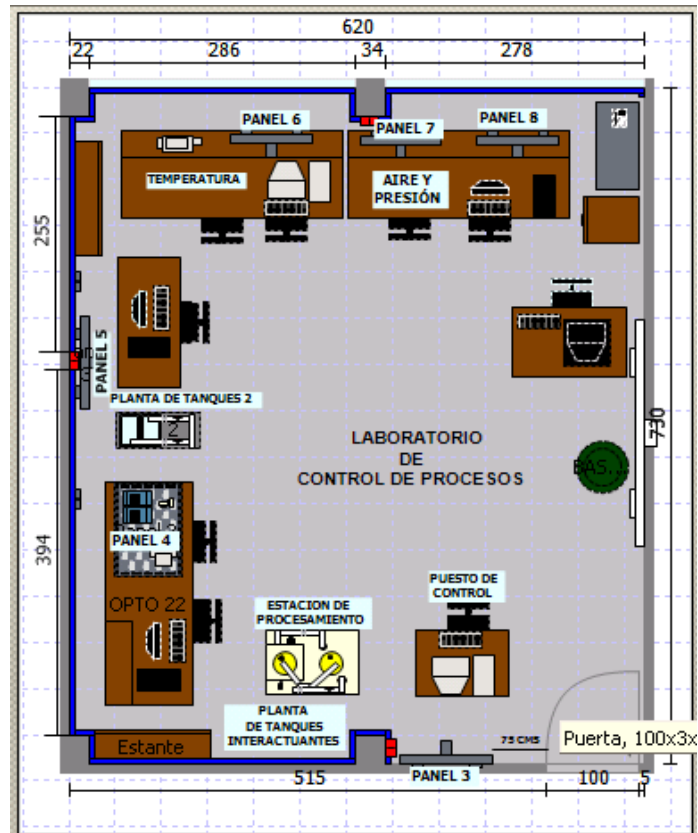 620
22
286
34
278
PANEL 6
PANEL 7
PANEL 8
TEMPERATURA
AIRE Y
PRESIÓN
255
PANEL 5
PLANTA DE TANQUES 2
2
LABORATORIO
DE
CONTROL DE PROCESOS
730
BAS...
394
PANEL 4
OPTO 22
ESTACION DE
PROCESAMIENTO
PUESTO DE
CONTROL
PLANTA
DE TANQUES
INTERACTUANTES
Estante
75 CMS
Puerta, 100x3x
PANEL 3
515
100
5